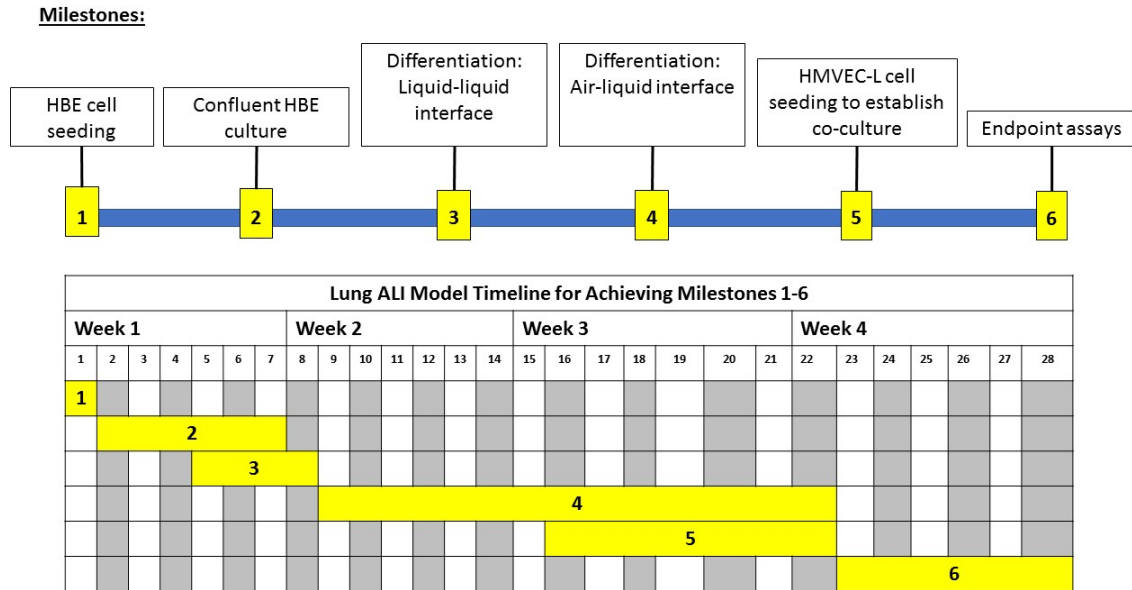 Milestones:
HBE cell
seeding
Confluent HBE
culture
Differentiation:
Liquid-liquid
interface
Differentiation:
Air-liquid interface
HMVEC-L cell
seeding to establish
co-culture
Endpoint assays
1 2 3 4 5 6
Lung ALI Model Timeline for Achieving Milestones 1-6
Week 1 Week 2 Week 3 Week 4
1 2 3 4 5 6 7 8 9 10 11 12 13 14 15 16 17 18 19 20 21 22 23 24 25 26 27 28
1
2
3
4
5
6